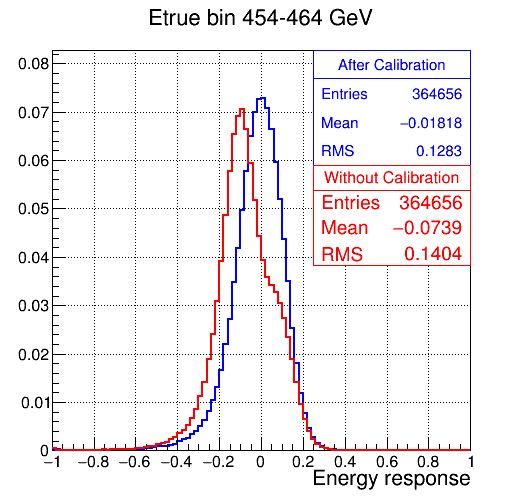 Etrue bin 454-464 GeV
After Calibration
Entries 364656
Mean −0.01818
RMS 0.1283
Without Calibration
Entries 364656
Mean −0.0739
RMS 0.1404
0.08
0.07
0.06
0.05
0.04
0.03
0.02
0.01
0
−1 −0.8 −0.6 −0.4 −0.2 0 0.2 0.4 0.6 0.8 1
Energy response